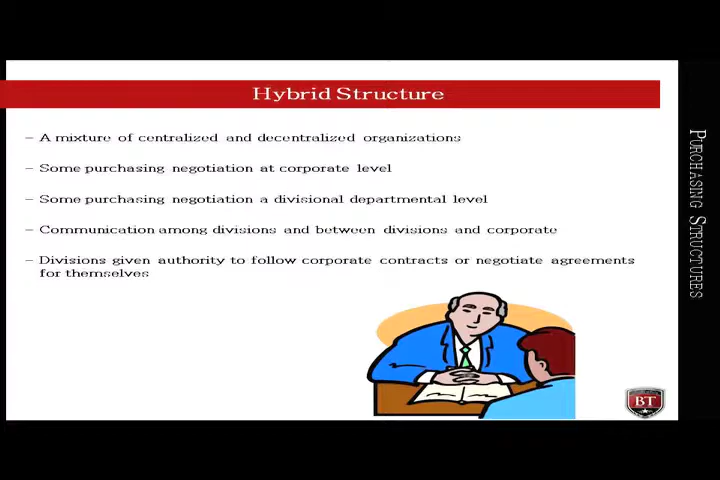 Hybrid Structure
– A mixture of centralized and decentralized organizations
– Some purchasing negotiation at corporate level
– Some purchasing negotiation a divisional departmental level
– Communication among divisions and between divisions and corporate
– Divisions given authority to follow corporate contracts or negotiate agreements
for themselves
PURCHASING STRUCTURES
BT